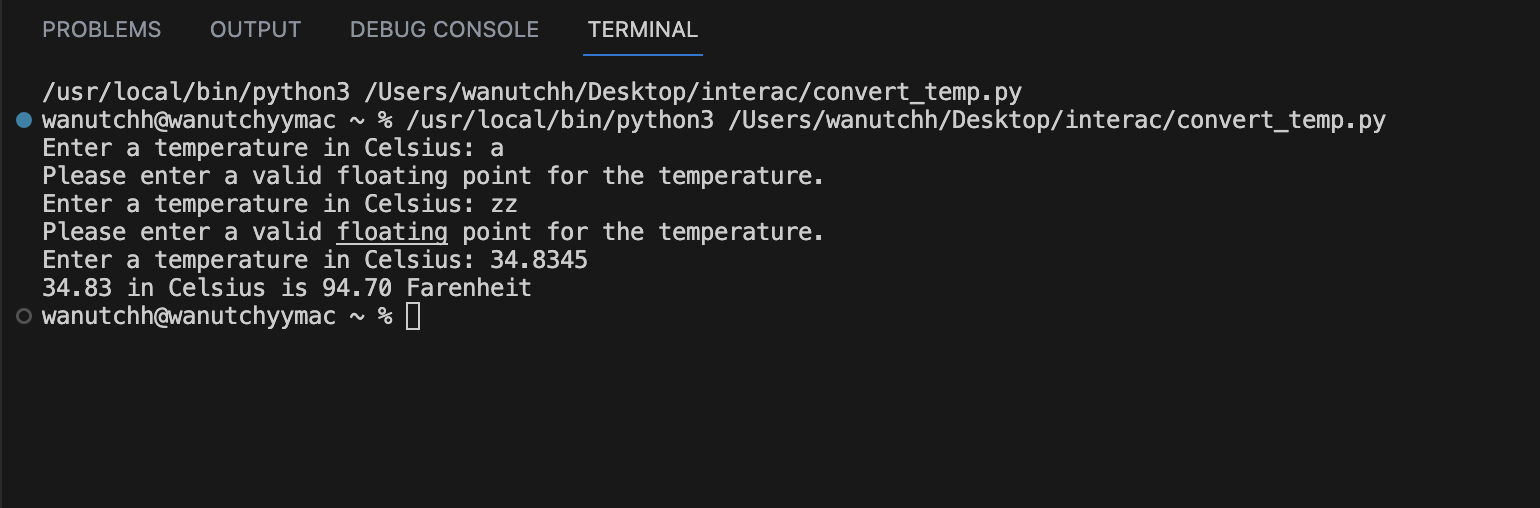 PROBLEMS OUTPUT DEBUG CONSOLE TERMINAL
/usr/local/bin/python3 /Users/wanutchh/Desktop/interac/convert_temp.py
wanutchh@wanutchyymac ~ % /usr/local/bin/python3 /Users/wanutchh/Desktop/interac/convert_temp.py
Enter a temperature in Celsius: a
Please enter a valid floating point for the temperature.
Enter a temperature in Celsius: zz
Please enter a valid floating point for the temperature.
Enter a temperature in Celsius: 34.8345
34.83 in Celsius is 94.70 Farenheit
wanutchh@wanutchyymac ~ %